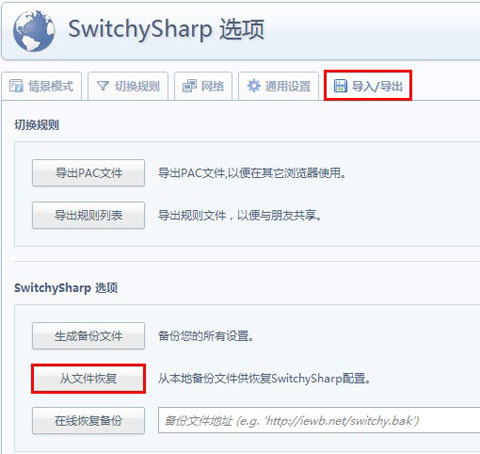 SwitchySharp 选项
情景模式 切换规则 网络 通用设置 导入/导出
切换规则
导出PAC文件 导出PAC文件,以便在其它浏览器使用。
导出规则列表 导出规则文件，以便与朋友共享。
SwitchySharp 选项
生成备份文件 备份您的所有设置。
从文件恢复 从本地备份文件供恢复SwitchySharp配置。
在线恢复备份 备份文件地址 (e.g. 'http://iewb.net/switchy.bak')